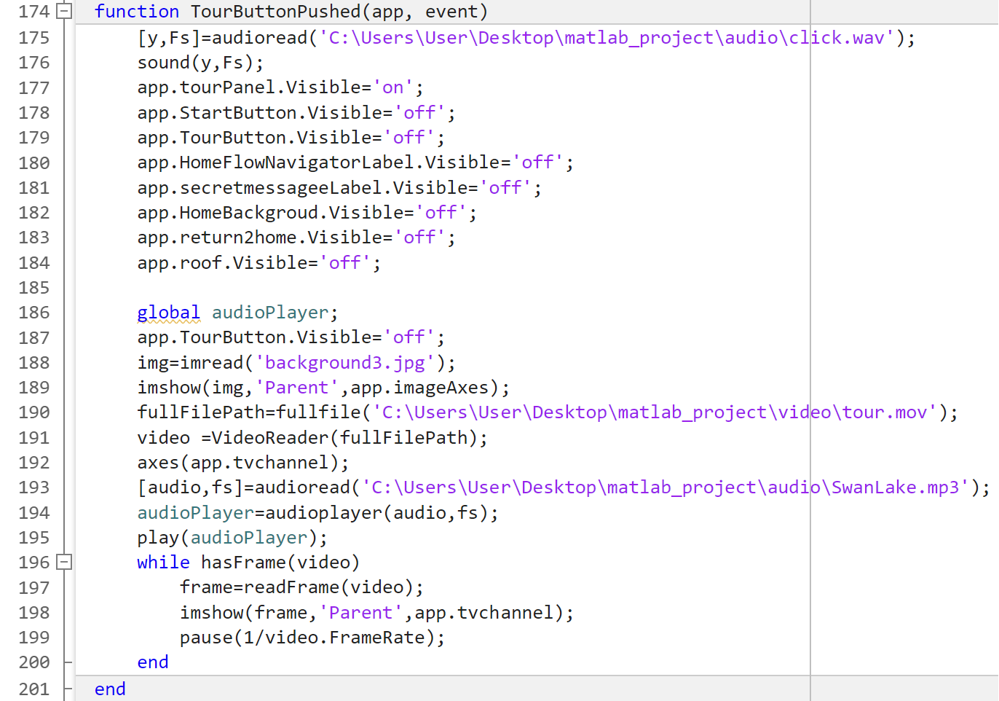 174 function TourButtonPushed(app, event)
175 [y,Fs]=audioread('C:\Users\User\Desktop\matlab_project\audio\click.wav');
176 sound(y,Fs);
177 app.tourPanel.Visible='on';
178 app.StartButton.Visible='off';
179 app.TourButton.Visible='off';
180 app.HomeFlowNavigatorLabel.Visible='off';
181 app.secretmessageeLabel.Visible='off';
182 app.HomeBackgroud.Visible='off';
183 app.return2home.Visible='off';
184 app.roof.Visible='off';
185
186 global audioPlayer;
187 app.TourButton.Visible='off';
188 img=imread('background3.jpg');
189 imshow(img,'Parent',app.imageAxes);
190 fullFilePath=fullfile('C:\Users\User\Desktop\matlab_project\video\tour.mov');
191 video =VideoReader(fullFilePath);
192 axes(app.tvchannel);
193 [audio,fs]=audioread('C:\Users\User\Desktop\matlab_project\audio\SwanLake.mp3');
194 audioPlayer=audioplayer(audio,fs);
195 play(audioPlayer);
196 while hasFrame(video)
197 frame=readFrame(video);
198 imshow(frame,'Parent',app.tvchannel);
199 pause(1/video.FrameRate);
200 end
201 end